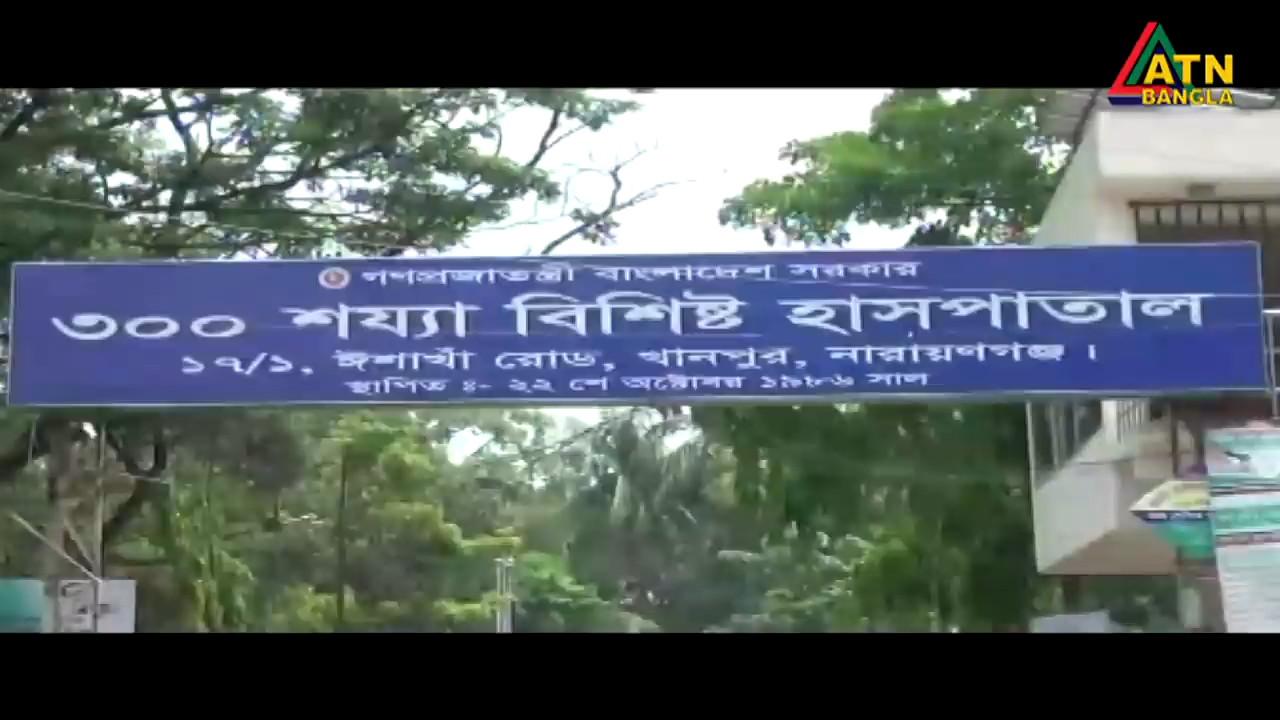 ATN
BANGLA
গণপ্রজাতন্ত্রী বাংলাদেশ সরকার
৩০০ শয্যা বিশিষ্ট হাসপাতাল
১৭/১, ঈশাখাঁ রোড, খানপুর, নারায়ণগঞ্জ ।
স্থাপিত ঃ- ২২ শে অক্টোবর ১৯৮৬ সাল